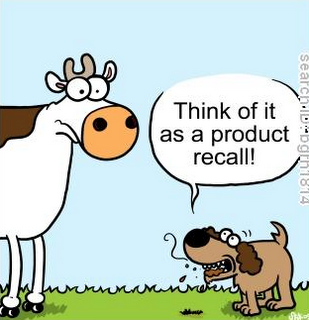 Think of it
as a product
recall!